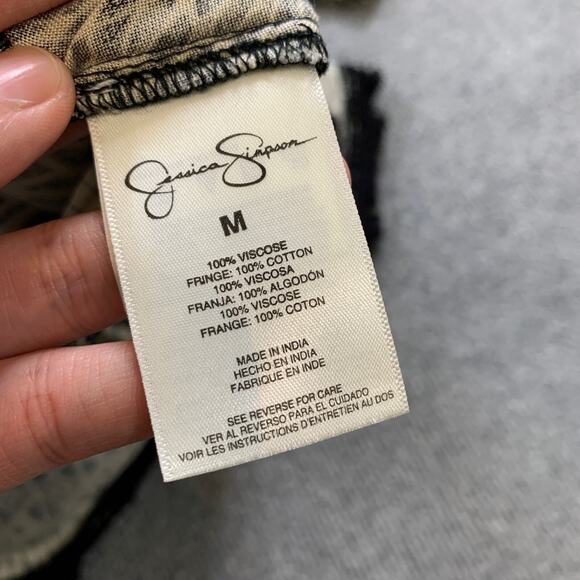 Jessica Simpson
M
100% VISCOSE
FRINGE: 100% COTTON
100% VISCOSA
FRANJA: 100% ALGODÓN
100% VISCOSE
FRANGE: 100% COTON
MADE IN INDIA
HECHO EN INDIA
FABRIQUE EN INDE
SEE REVERSE FOR CARE
VER AL REVERSO PARA EL CUIDADO
VOIR LES INSTRUCTIONS D'ENTRETIEN AU DOS